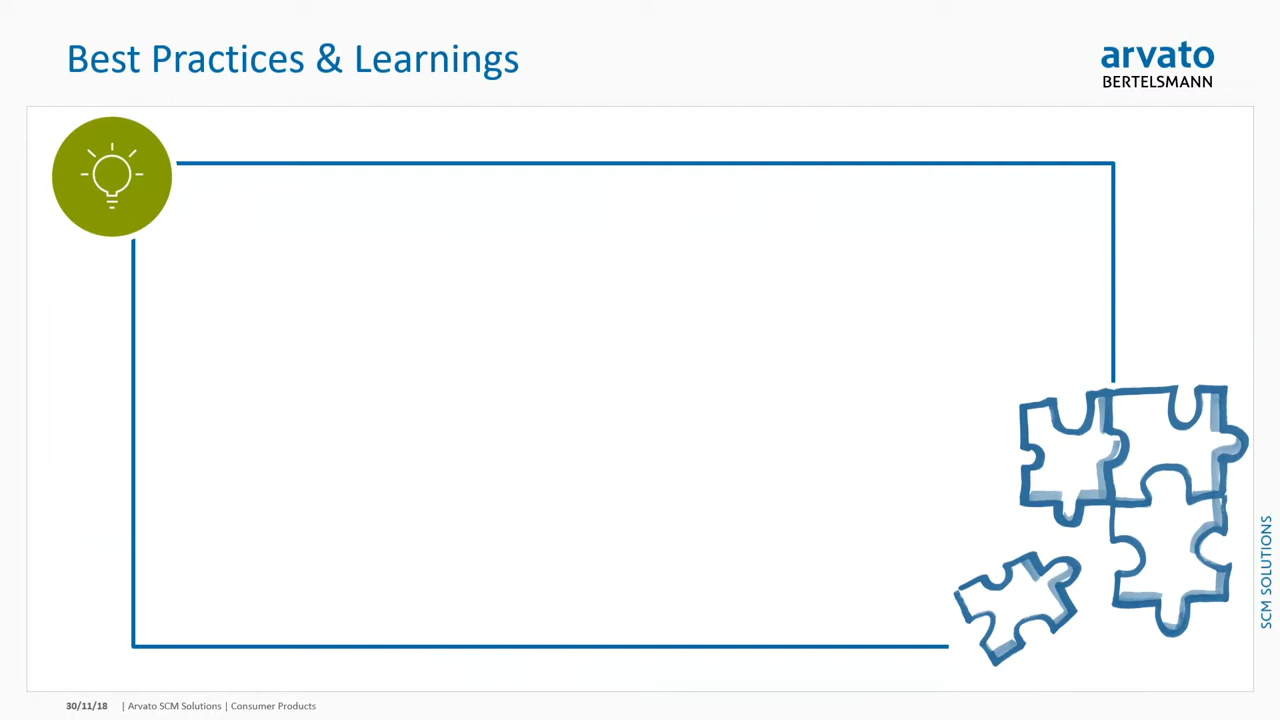 Best Practices & Learnings
arvato
BERTELSMANN
SCM SOLUTIONS
30/11/18 | Arvato SCM Solutions | Consumer Products